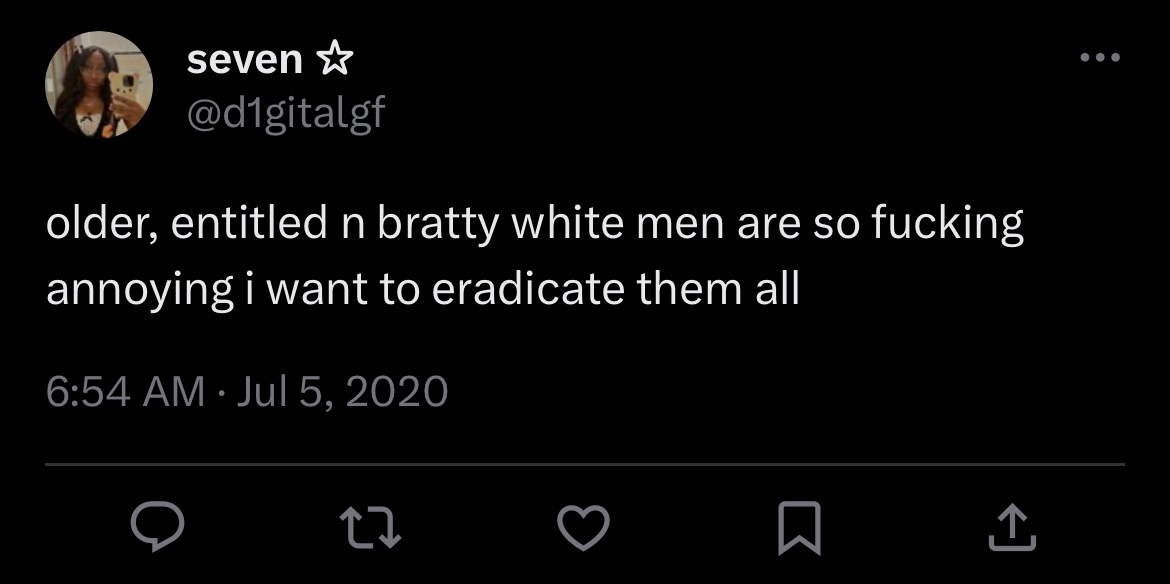 seven ☆
@d1gitalgf
older, entitled n bratty white men are so fucking
annoying i want to eradicate them all
6:54 AM · Jul 5, 2020